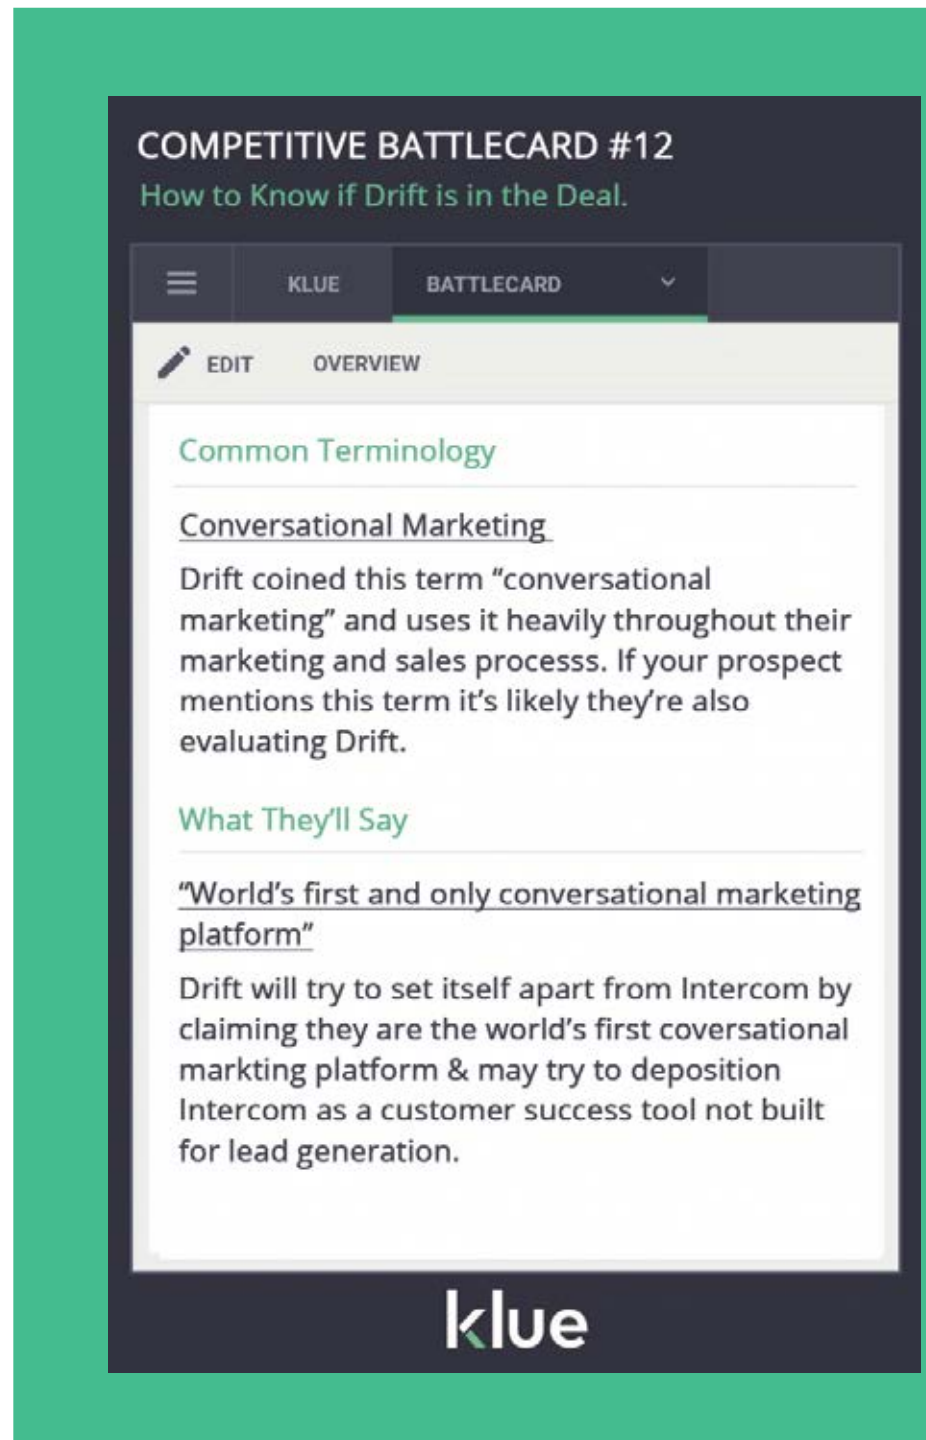 COMPETITIVE BATTLECARD #12
How to Know if Drift is in the Deal.
KLUE BATTLECARD
EDIT OVERVIEW
Common Terminology
Conversational Marketing
Drift coined this term “conversational
marketing” and uses it heavily throughout their
marketing and sales processs. If your prospect
mentions this term it’s likely they’re also
evaluating Drift.
What They’ll Say
“World’s first and only conversational marketing
platform”
Drift will try to set itself apart from Intercom by
claiming they are the world’s first coversational
markting platform & may try to deposition
Intercom as a customer success tool not built
for lead generation.
klue